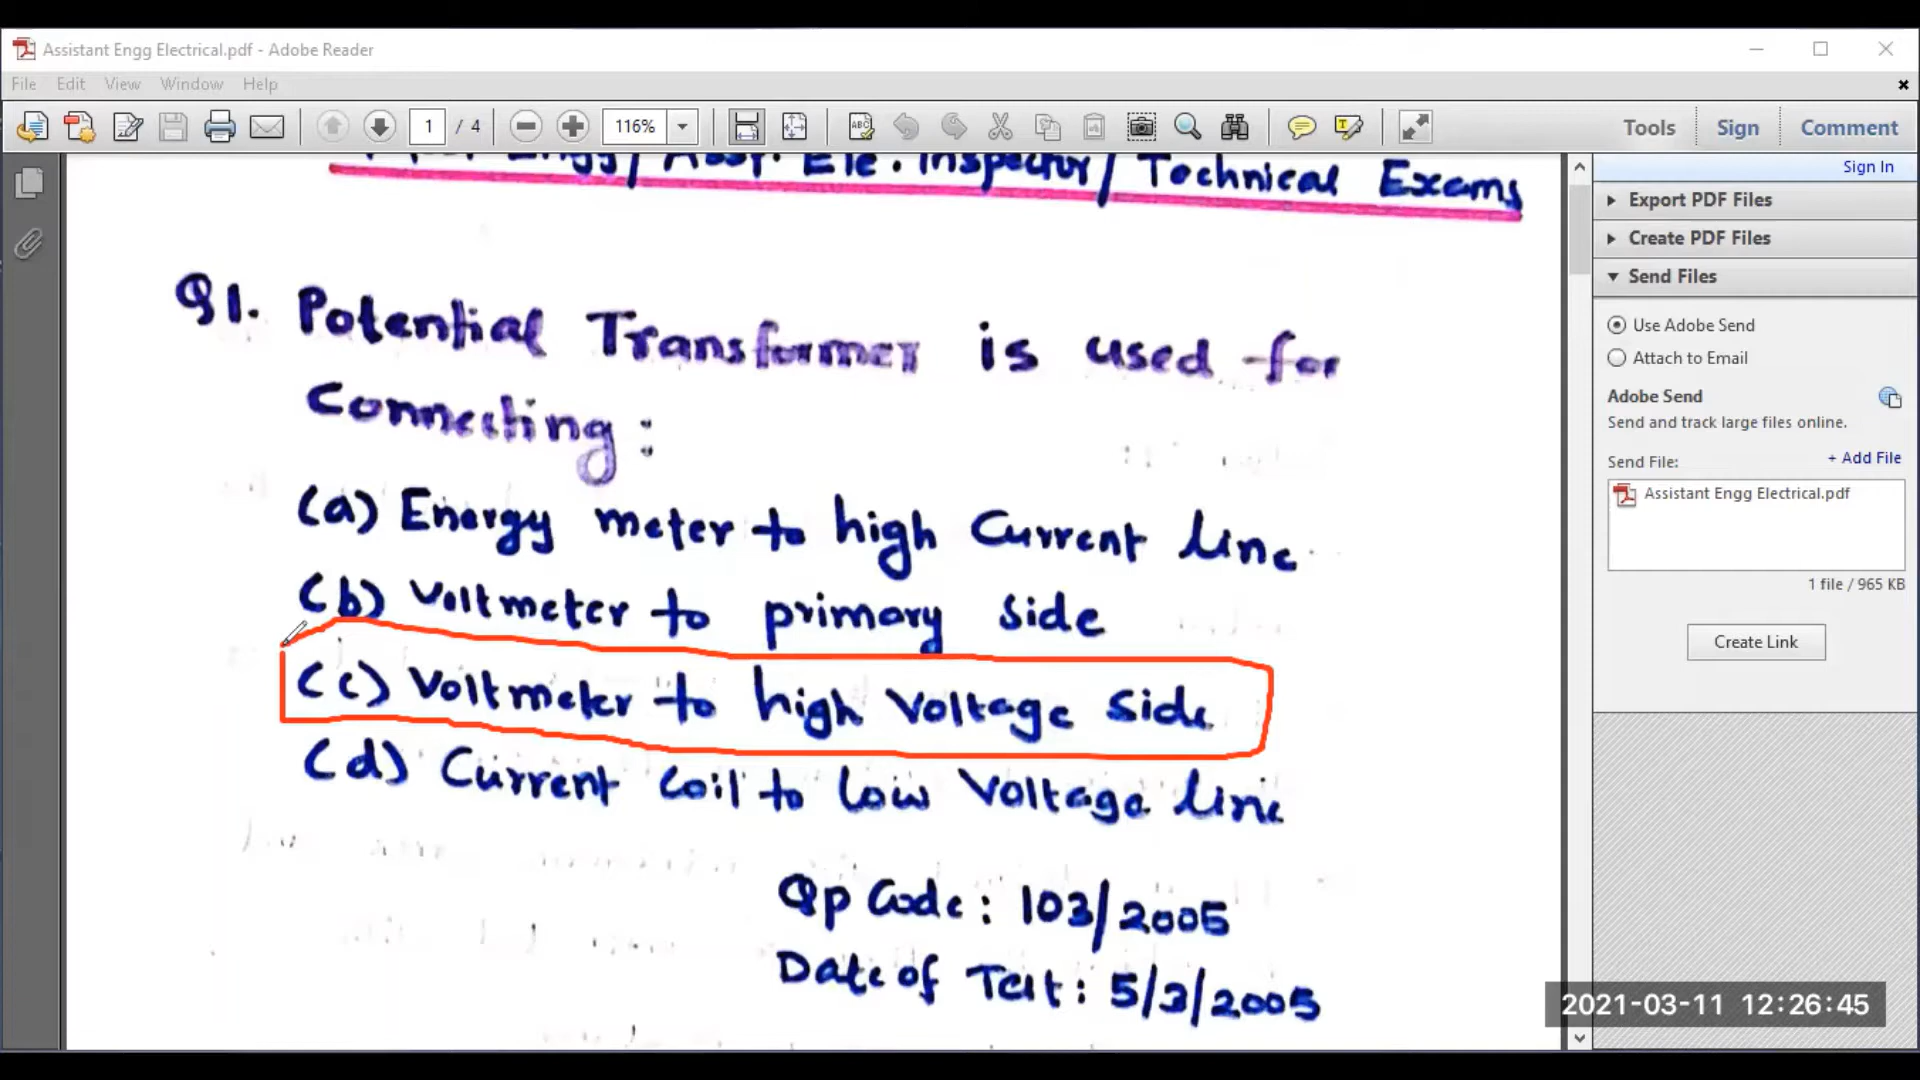 Assistant Engg Electrical.pdf - Adobe Reader
File Edit View Window Help
1 / 4 116% Tools Sign Comment
Sign In
Engg/ Asst. Ele. Inspector/ Technical Exams
Export PDF Files
Create PDF Files
Send Files
Q1. Potential Transformer is used for
Connecting:
(a) Energy meter to high Current line
(b) Voltmeter to primary side
(c) Voltmeter to high Voltage side
(d) Current coil to low Voltage line
Qp Code: 103/2005
Date of Test: 5/3/2005
Use Adobe Send
Attach to Email
Adobe Send
Send and track large files online.
Send File: + Add File
Assistant Engg Electrical.pdf
1 file / 965 KB
Create Link
2021-03-11 12:26:45